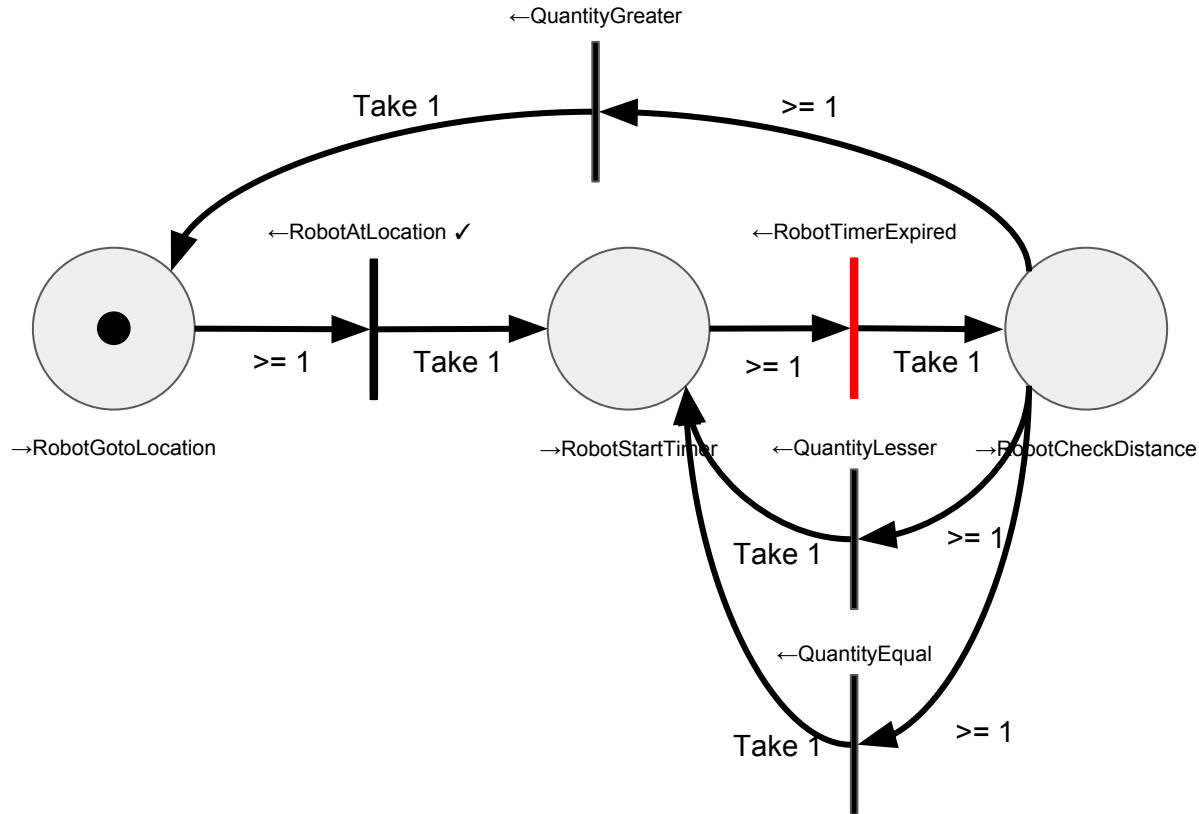 ←QuantityGreater
Take 1
>= 1
←RobotAtLocation ✓
←RobotTimerExpired
>= 1
Take 1
>= 1
Take 1
→RobotGotoLocation
→RobotStartTimer
←QuantityLesser
→RobotCheckDistance
Take 1
>= 1
←QuantityEqual
Take 1
>= 1